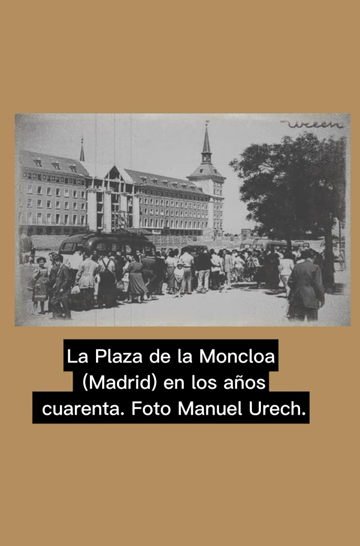 Urech
La Plaza de la Moncloa
(Madrid) en los años
cuarenta. Foto Manuel Urech.